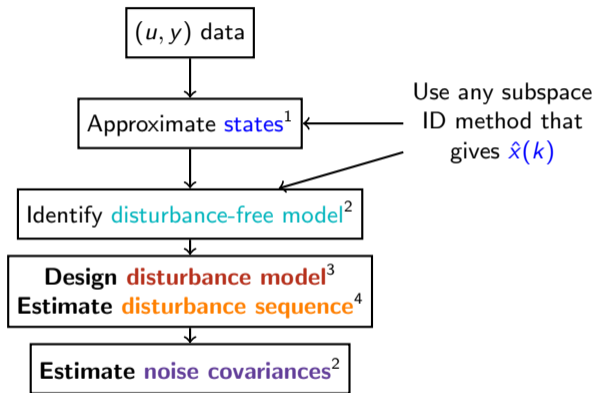 (u, y) data
Approximate states¹
Use any subspace
ID method that
gives x̂(k)
Identify disturbance-free model²
Design disturbance model³
Estimate disturbance sequence⁴
Estimate noise covariances²